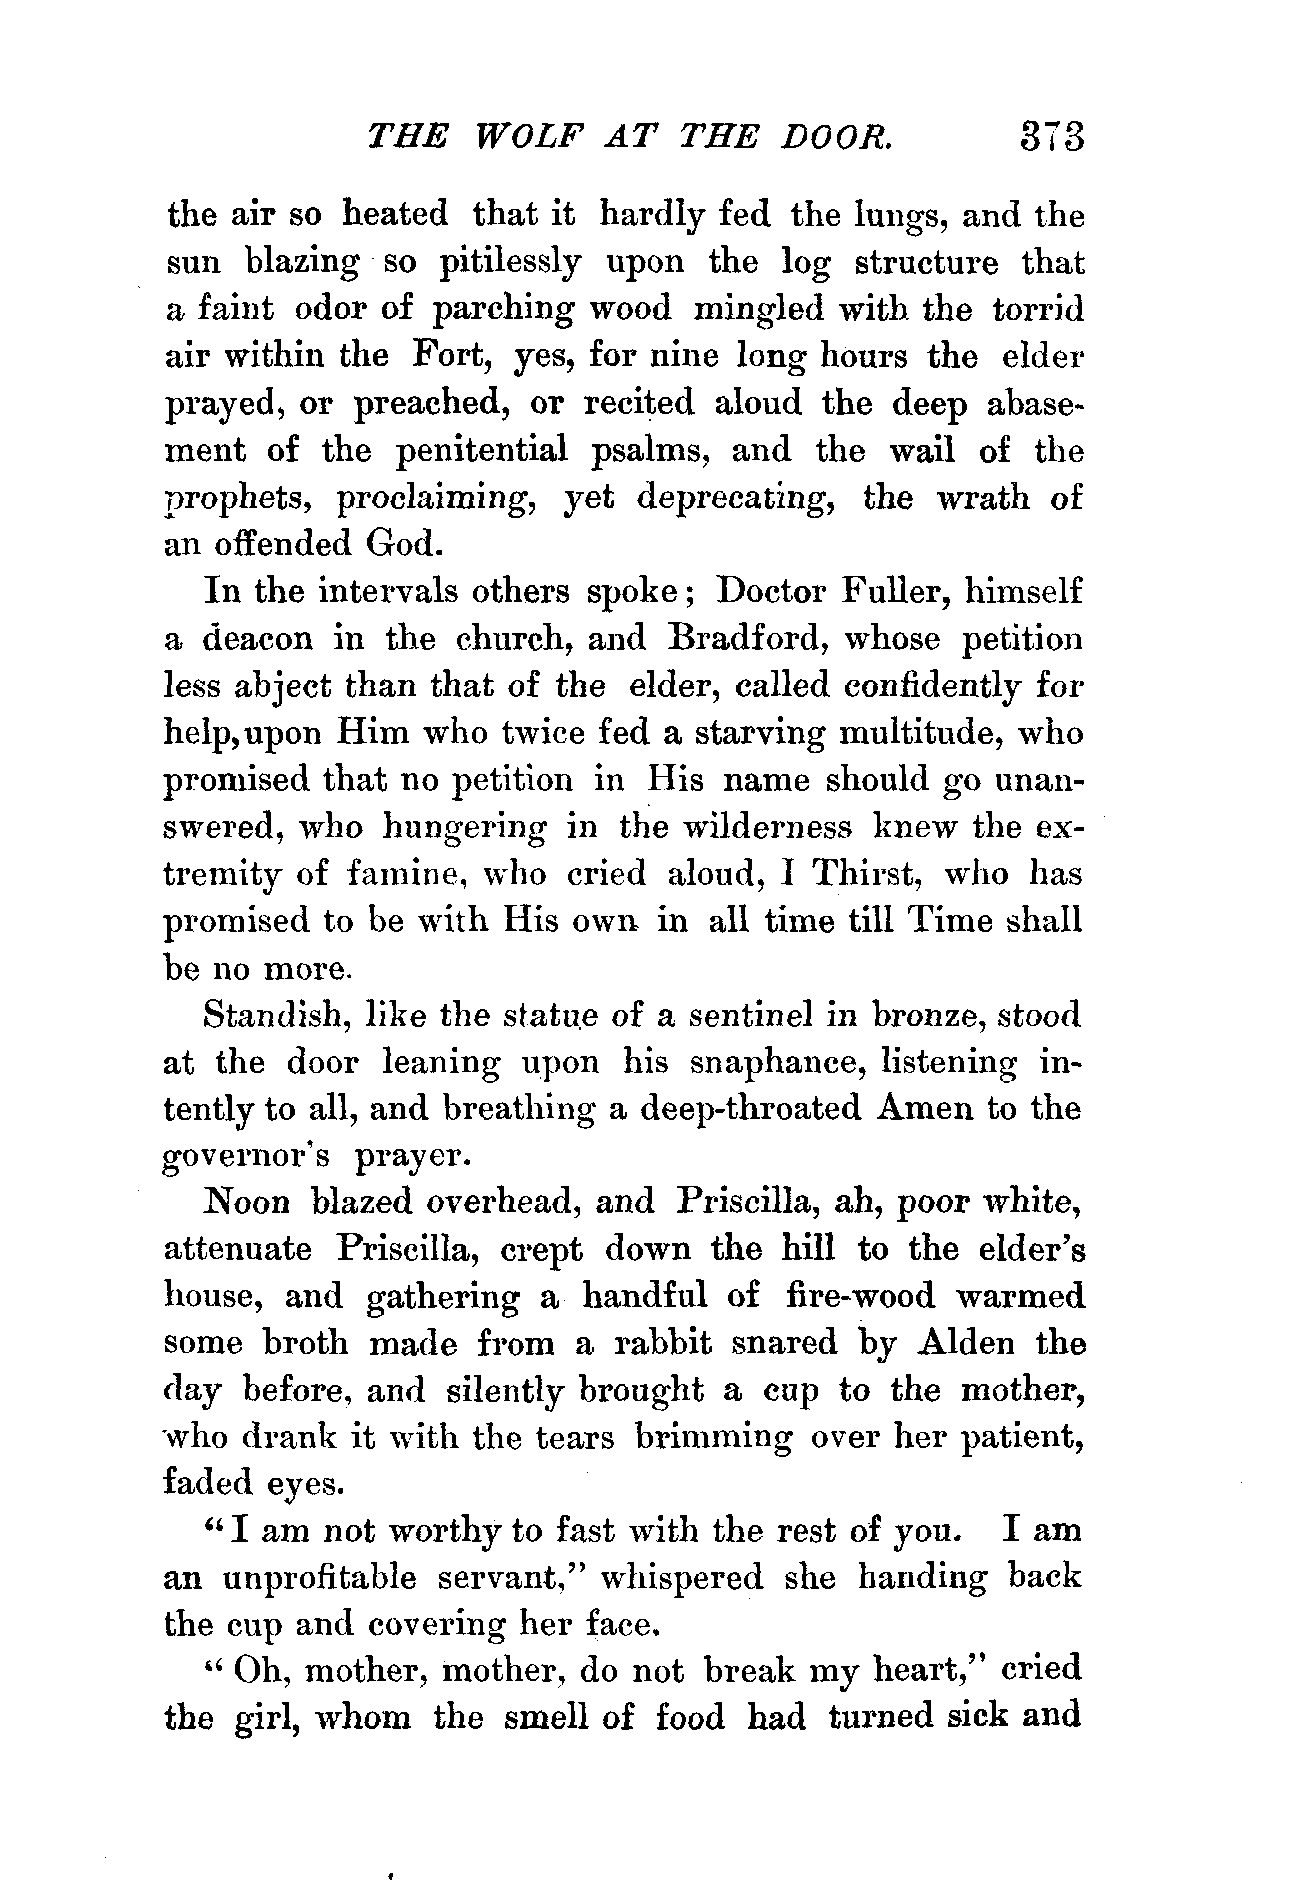 THE WOLF AT THE DOOR. 373
the air so heated that it hardly fed the lungs, and the
sun blazing so pitilessly upon the log structure that
a faint odor of parching wood mingled with the torrid
air within the Fort, yes, for nine long hours the elder
prayed, or preached, or recited aloud the deep abase-
ment of the penitential psalms, and the wail of the
prophets, proclaiming, yet deprecating, the wrath of
an offended God.
In the intervals others spoke; Doctor Fuller, himself
a deacon in the church, and Bradford, whose petition
less abject than that of the elder, called confidently for
help, upon Him who twice fed a starving multitude, who
promised that no petition in His name should go unan-
swered, who hungering in the wilderness knew the ex-
tremity of famine, who cried aloud, I Thirst, who has
promised to be with His own in all time till Time shall
be no more.
Standish, like the statue of a sentinel in bronze, stood
at the door leaning upon his snaphance, listening in-
tently to all, and breathing a deep-throated Amen to the
governor's prayer.
Noon blazed overhead, and Priscilla, ah, poor white,
attenuate Priscilla, crept down the hill to the elder's
house, and gathering a handful of fire-wood warmed
some broth made from a rabbit snared by Alden the
day before, and silently brought a cup to the mother,
who drank it with the tears brimming over her patient,
faded eyes.
"I am not worthy to fast with the rest of you. I am
an unprofitable servant," whispered she handing back
the cup and covering her face.
"Oh, mother, mother, do not break my heart," cried
the girl, whom the smell of food had turned sick and